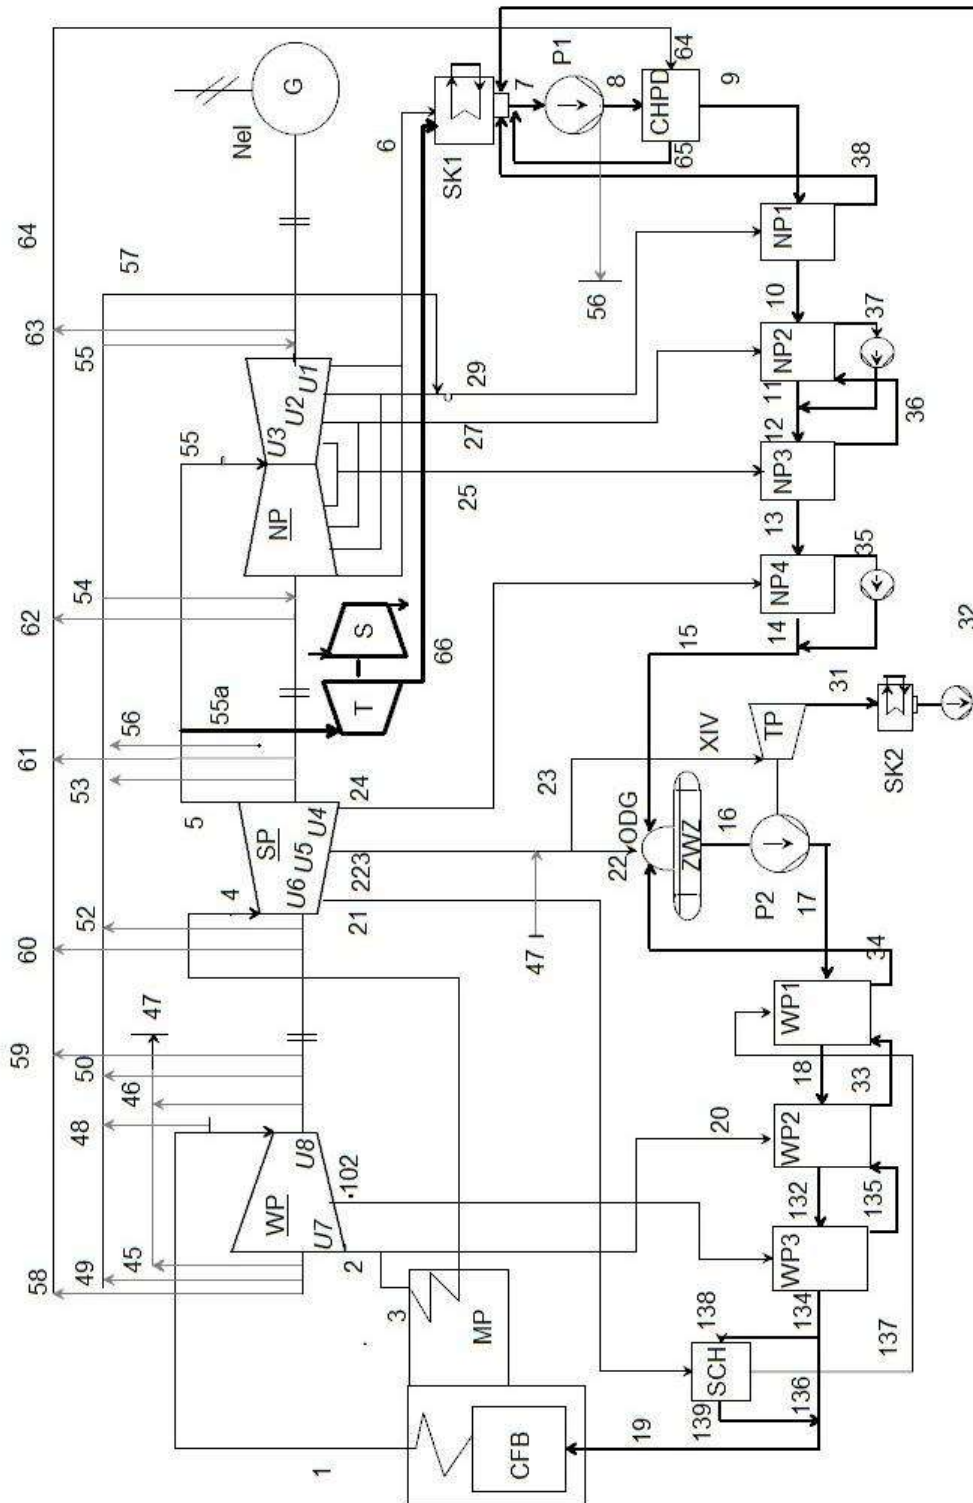 58
59
60
61
62
63
64
49
50
52
53
54
55
45
48
46
47
56
57
5
55a
55
4
Nel
WP
U7
U8
SP
U6
U5
U4
NP
U3
U2
U1
G
T
S
1
2
102
21
223
24
66
6
3
MP
25
27
29
SK1
7
P1
8
CFB
47
23
22
ODG
56
CHPD
64
65
9
19
ZWZ
XIV
15
16
SCH
138
139
20
P2
TP
17
31
14
13
12
11
10
WP3
WP2
WP1
NP4
NP3
NP2
NP1
134
132
18
136
137
135
33
34
SK2
35
36
37
38
32